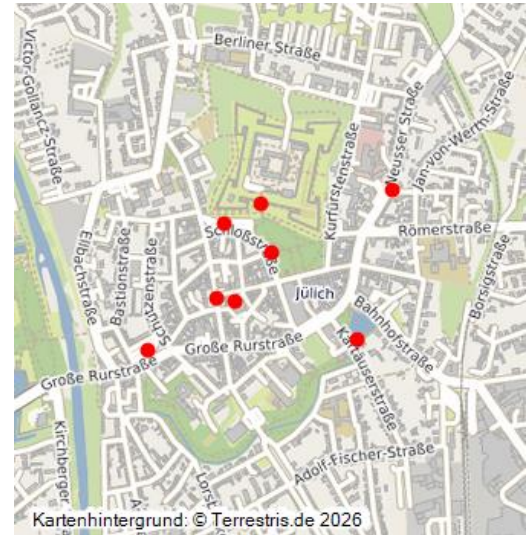 Berliner Straße
Victor-Gollancz-Straße
Neusser Straße
Jan-von-Werth-Straße
Kurfürstenstraße
Schloßstraße
Römerstraße
Ellbachstraße
Bastionstraße
Schützenstraße
Jülich
Borsigstraße
Bahnhofstraße
Große Rurstraße
Große Rurstraße
Kartäuserstraße
Kirchberger
Adolf-Fischer-Straße
Lorst
Kartenhintergrund: © Terrestris.de 2026